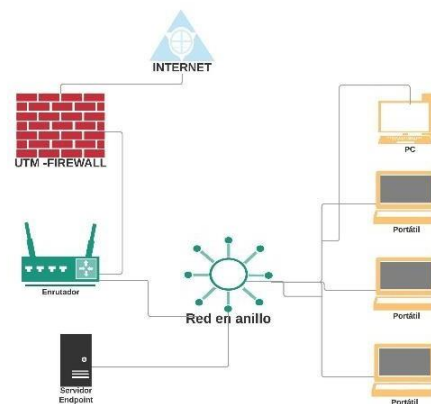 INTERNET
UTM -FIREWALL
PC
Portátil
Enrutador
Portátil
Red en anillo
Servidor
Endpoint
Portátil